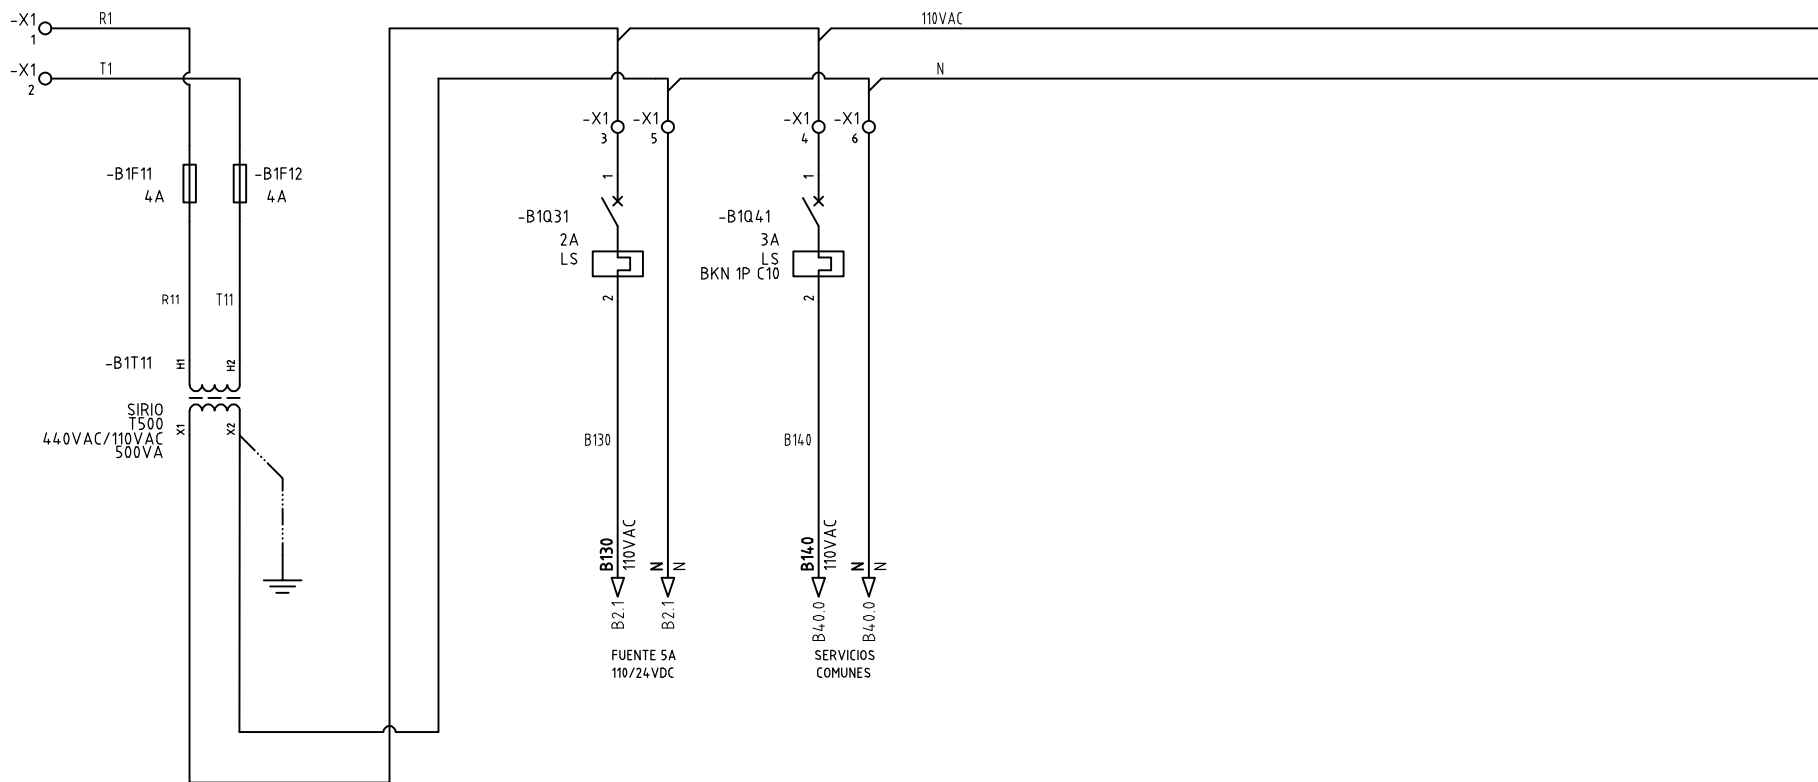 -X1
1
R1
110VAC
-X1
2
T1
N
-X1
3
-X1
5
-X1
4
-X1
6
-B1F11
4A
-B1F12
4A
1
1
-B1Q31
2A
LS
-B1Q41
3A
LS
BKN 1P C10
2
2
R11
T11
-B1T11
H1
H2
SIRIO
T500
440VAC/110VAC
500VA
X1
X2
B130
B140
B130
110VAC
N
N
B140
110VAC
N
N
B2.1
B2.1
B40.0
B40.0
FUENTE 5A
110/24VDC
SERVICIOS
COMUNES